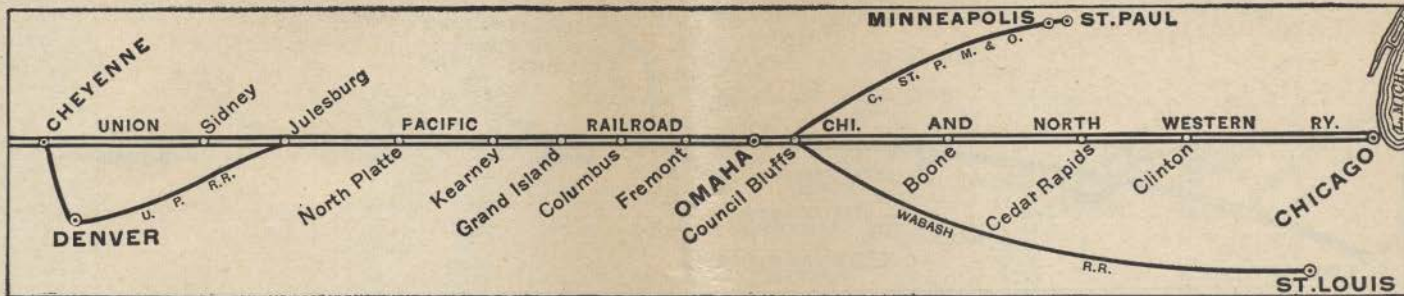 MINNEAPOLIS ST. PAUL
C. ST. P. M. & O.
L. MICH.
CHEYENNE
UNION PACIFIC RAILROAD
CHI. AND NORTH WESTERN RY.
Sidney
Julesburg
North Platte
Kearney
Grand Island
Columbus
Fremont
OMAHA
Council Bluffs
Boone
Cedar Rapids
Clinton
CHICAGO
U. P. R.R.
DENVER
WABASH R.R.
ST. LOUIS